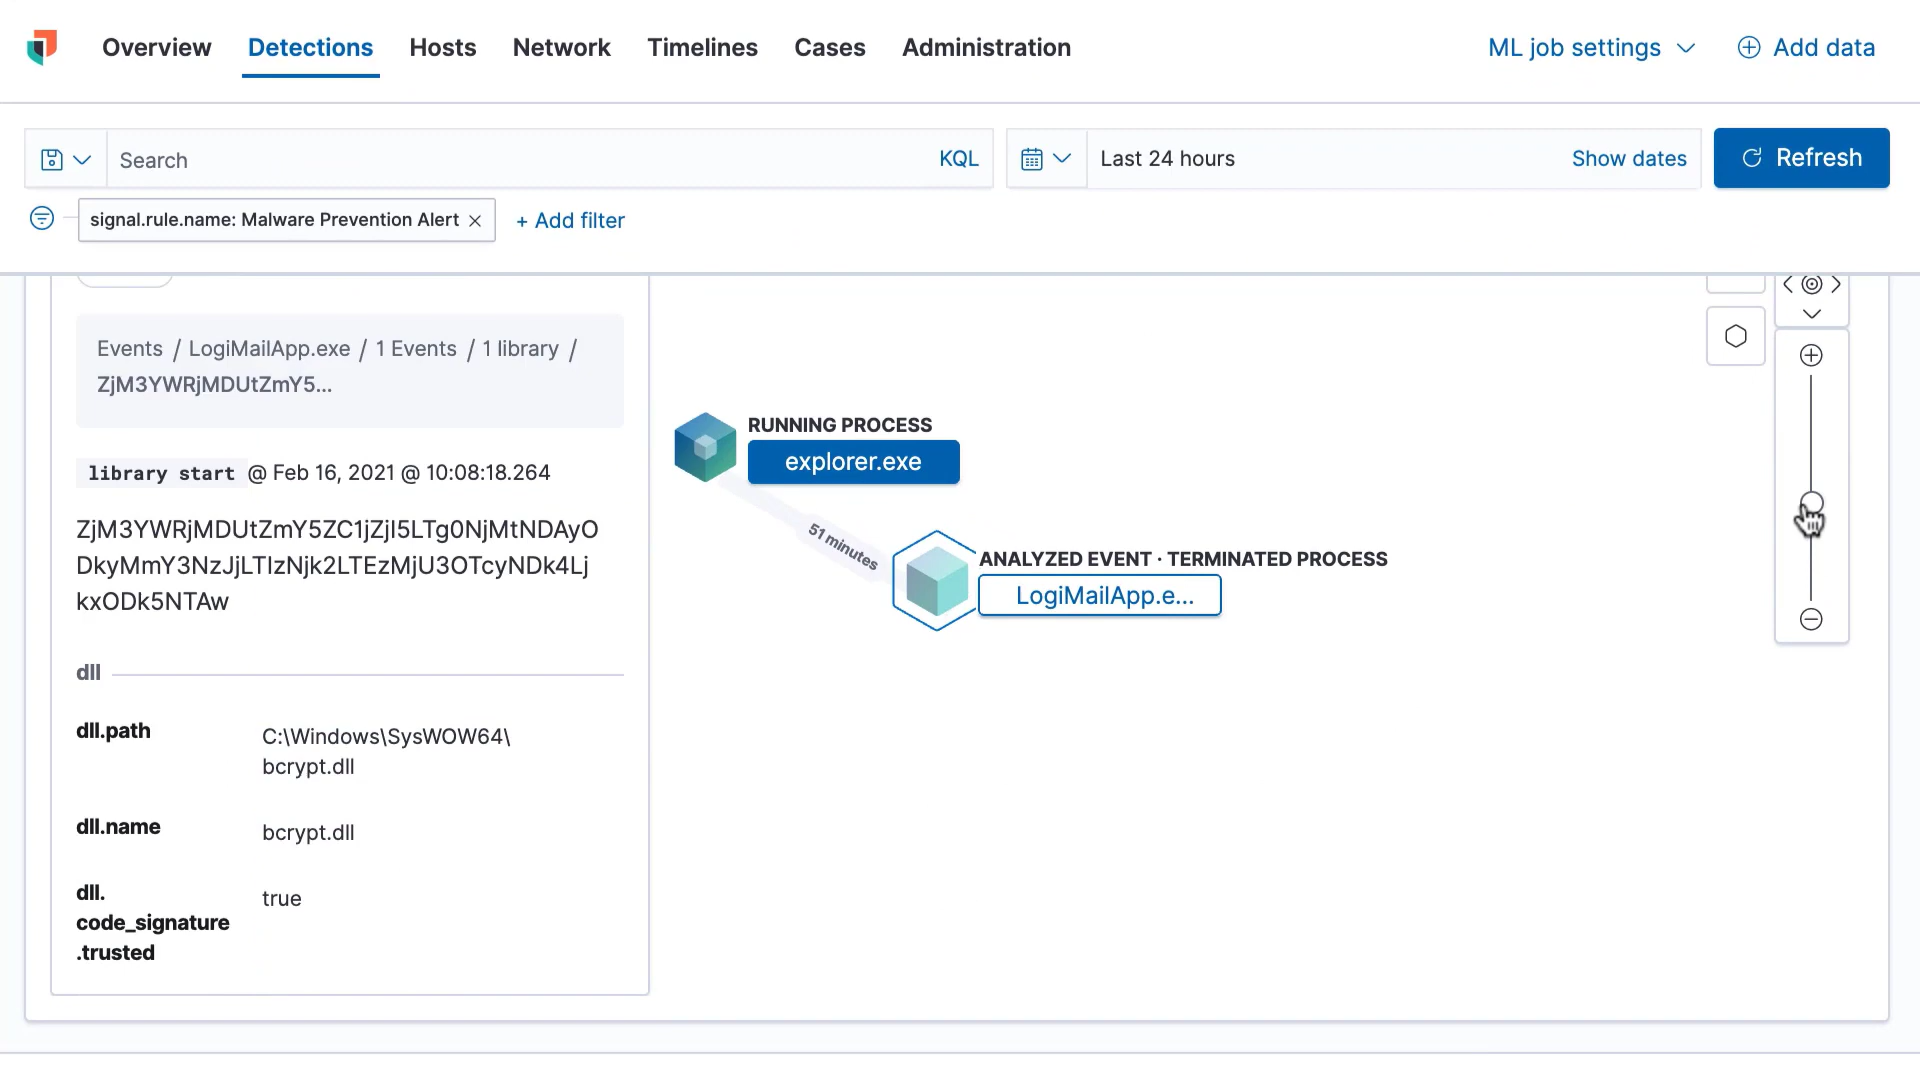 Overview Detections Hosts Network Timelines Cases Administration ML job settings Add data
Search KQL Last 24 hours Show dates Refresh
signal.rule.name: Malware Prevention Alert × + Add filter
Events / LogiMailApp.exe / 1 Events / 1 library /
ZjM3YWRjMDUtZmY5...
library start @ Feb 16, 2021 @ 10:08:18.264
ZjM3YWRjMDUtZmY5ZC1jZjI5LTg0NjMtNDAyO
DkyMmY3NzJjLTIzNjk2LTEzMjU3OTcyNDk4Lj
kxODk5NTAw
dll
dll.path C:\Windows\SysWOW64\
bcrypt.dll
dll.name bcrypt.dll
dll. true
code_signature
.trusted
RUNNING PROCESS
explorer.exe
51 minutes
ANALYZED EVENT · TERMINATED PROCESS
LogiMailApp.e...